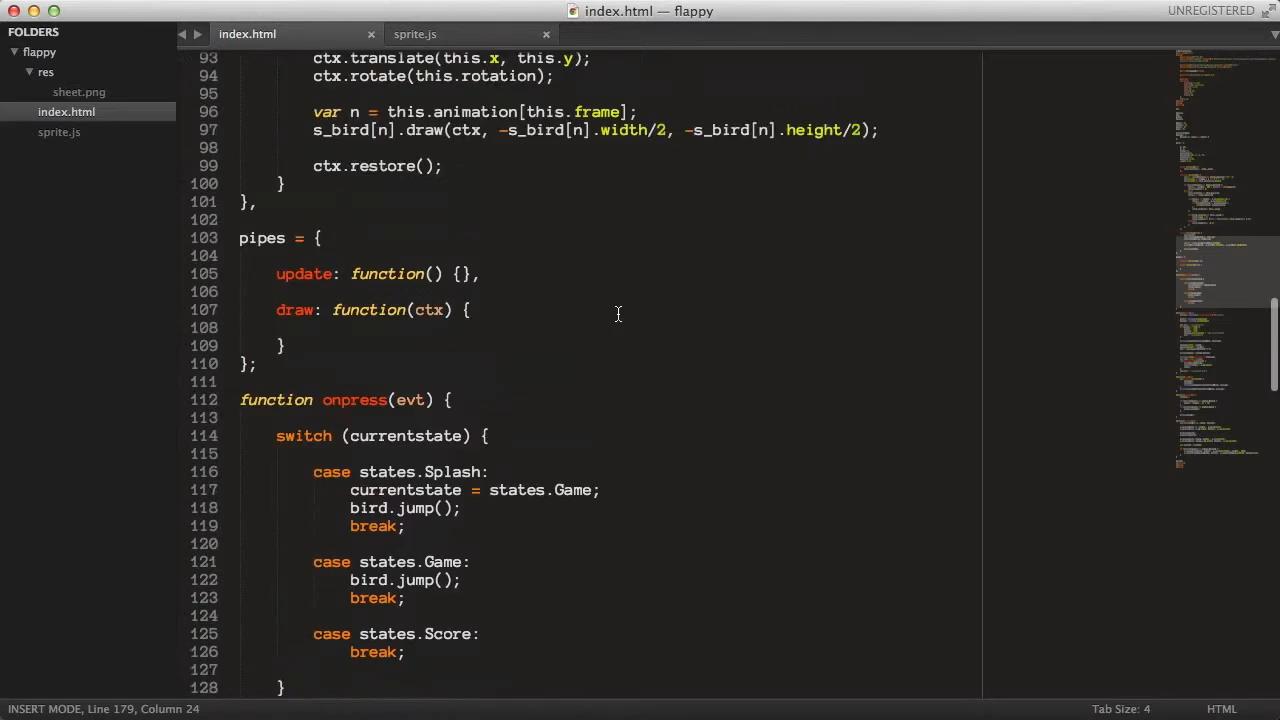 index.html — flappy
UNREGISTERED
FOLDERS
flappy
res
sheet.png
index.html
sprite.js
index.html
sprite.js
93 ctx.translate(this.x, this.y);
94 ctx.rotate(this.rotation);
95
96 var n = this.animation[this.frame];
97 s_bird[n].draw(ctx, -s_bird[n].width/2, -s_bird[n].height/2);
98
99 ctx.restore();
100 }
101 },
102
103 pipes = {
104
105 update: function() {},
106
107 draw: function(ctx) {
108
109 }
110 };
111
112 function onpress(evt) {
113
114 switch (currentstate) {
115
116 case states.Splash:
117 currentstate = states.Game;
118 bird.jump();
119 break;
120
121 case states.Game:
122 bird.jump();
123 break;
124
125 case states.Score:
126 break;
127
128 }
INSERT MODE, Line 179, Column 24
Tab Size: 4
HTML